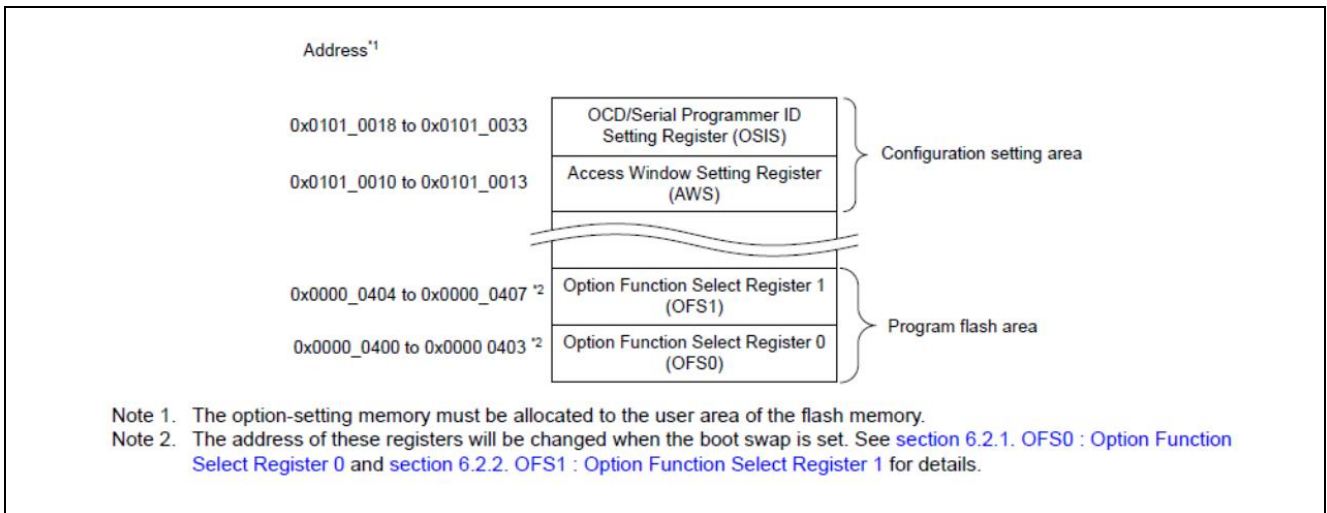 Address*1
0x0101_0018 to 0x0101_0033
OCD/Serial Programmer ID
Setting Register (OSIS)
Configuration setting area
0x0101_0010 to 0x0101_0013
Access Window Setting Register
(AWS)
0x0000_0404 to 0x0000_0407 *2
Option Function Select Register 1
(OFS1)
Program flash area
0x0000_0400 to 0x0000 0403 *2
Option Function Select Register 0
(OFS0)
Note 1. The option-setting memory must be allocated to the user area of the flash memory.
Note 2. The address of these registers will be changed when the boot swap is set. See section 6.2.1. OFS0 : Option Function
Select Register 0 and section 6.2.2. OFS1 : Option Function Select Register 1 for details.